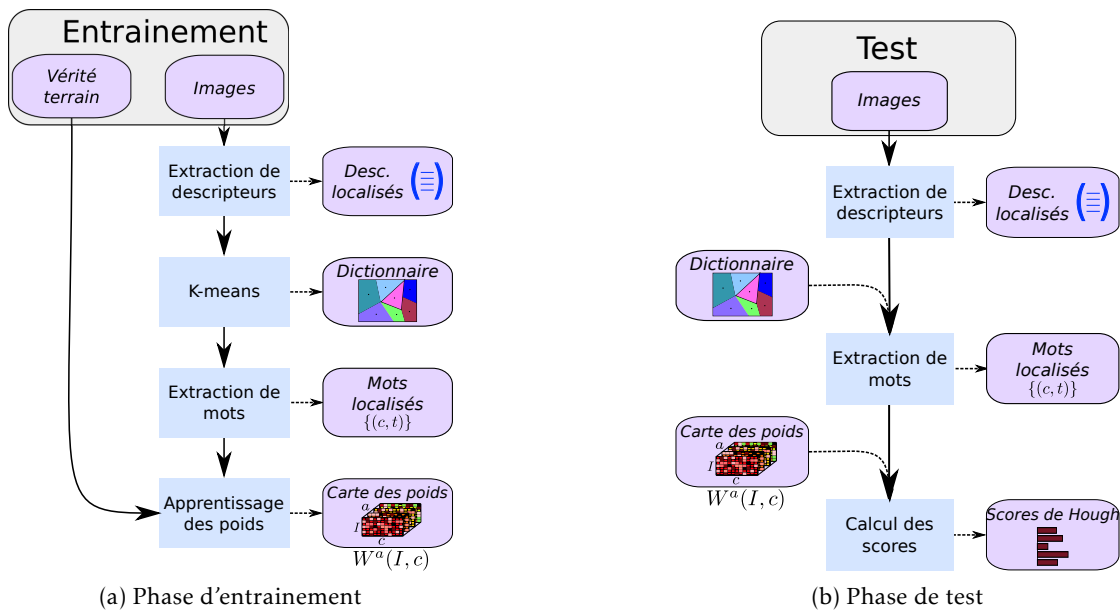 Entrainement
Vérité
terrain
Images
Extraction de
descripteurs
Desc.
localisés
K-means
Dictionnaire
Extraction de
mots
Mots
localisés
{(c, t)}
Apprentissage
des poids
Carte des poids
a
I
c
W^a(I, c)
(a) Phase d'entrainement
Test
Images
Extraction de
descripteurs
Desc.
localisés
Dictionnaire
Extraction de
mots
Mots
localisés
{(c, t)}
Carte des poids
a
I
c
W^a(I, c)
Calcul des
scores
Scores de Hough
(b) Phase de test